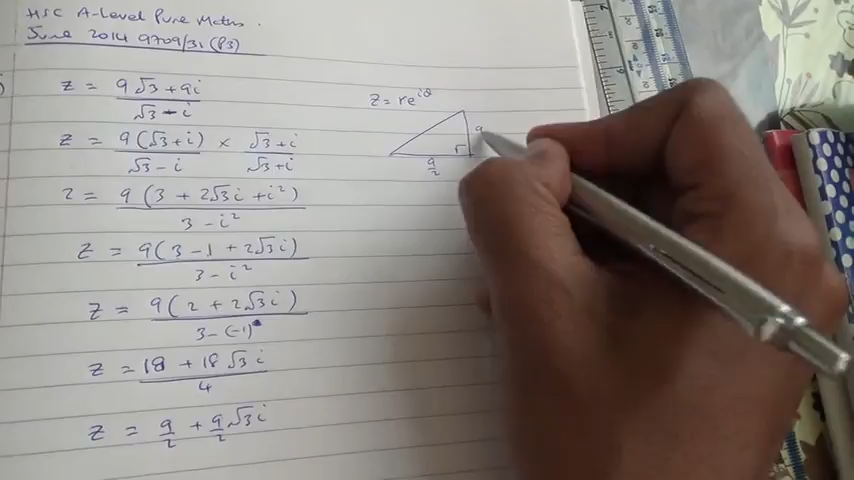 HSC A-Level Pure Maths.
June 2014 9709/31 (P3)
z = 9√3+9i / √3-i
z = 9(√3+i) / √3-i × √3+i / √3+i
z = 9(3 + 2√3i + i²) / 3-i²
z = 9(3-1 + 2√3i) / 3-i²
z = 9(2 + 2√3i) / 3-(-1)
z = 18 + 18√3i / 4
z = 9/2 + 9/2√3i
z = re^iθ
9
9/2